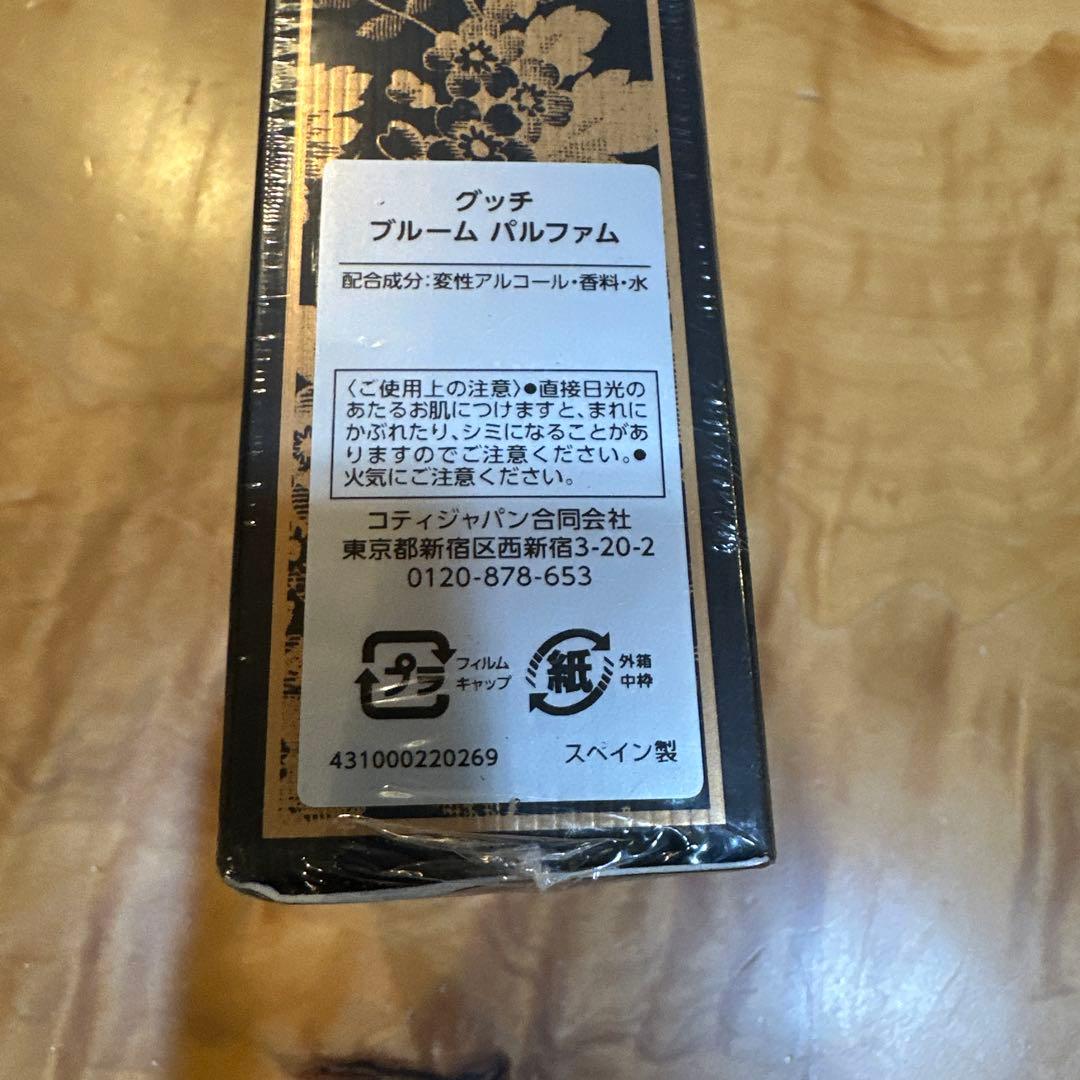 グッチ
ブルーム パルファム
配合成分:変性アルコール・香料・水
〈ご使用上の注意〉●直接日光の
あたるお肌につけますと、まれに
かぶれたり、シミになることがあ
りますのでご注意ください。●
火気にご注意ください。
コティジャパン合同会社
東京都新宿区西新宿3-20-2
0120-878-653
プラ
フィルム
キャップ
紙
外箱
中枠
431000220269
スペイン製